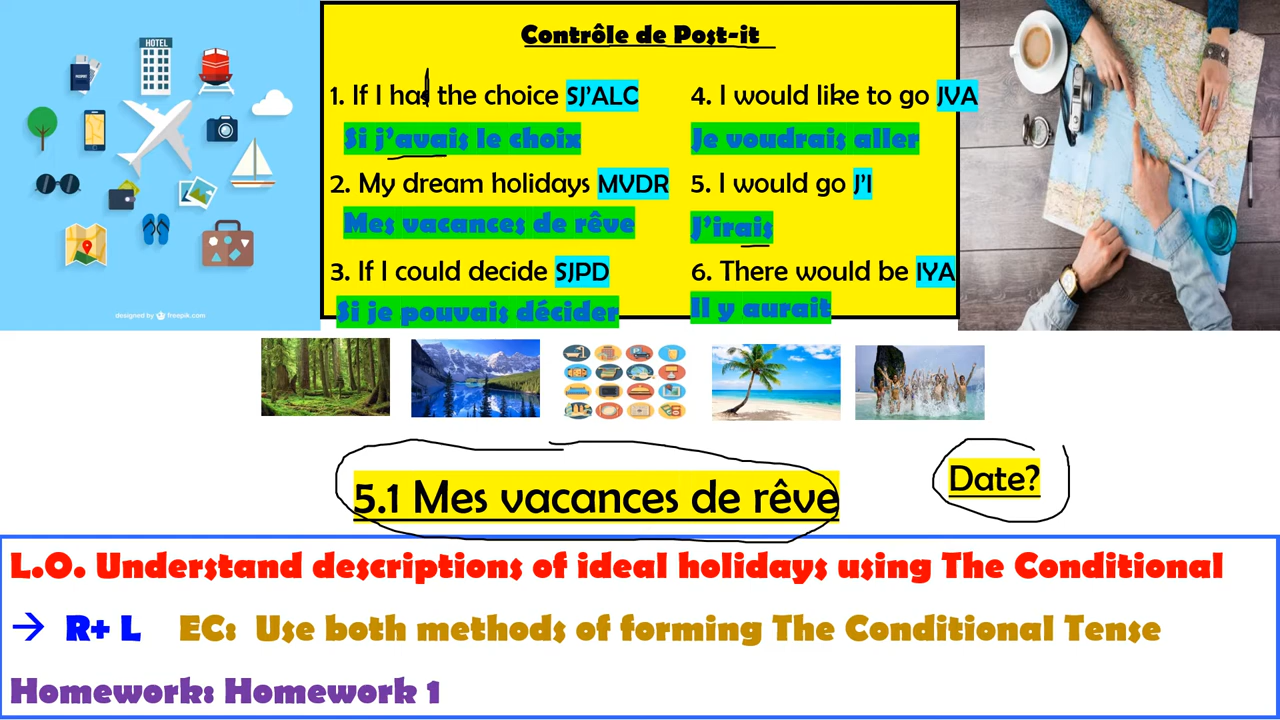 HOTEL
designed by freepik.com
Contrôle de Post-it
1. If I had the choice SJ'ALC
Si j'avais le choix
2. My dream holidays MVDR
Mes vacances de rêve
3. If I could decide SJPD
Si je pouvais décider
4. I would like to go JVA
Je voudrais aller
5. I would go J'I
J'irais
6. There would be IYA
Il y aurait
5.1 Mes vacances de rêve
Date?
L.O. Understand descriptions of ideal holidays using The Conditional
→ R+ L EC: Use both methods of forming The Conditional Tense
Homework: Homework 1